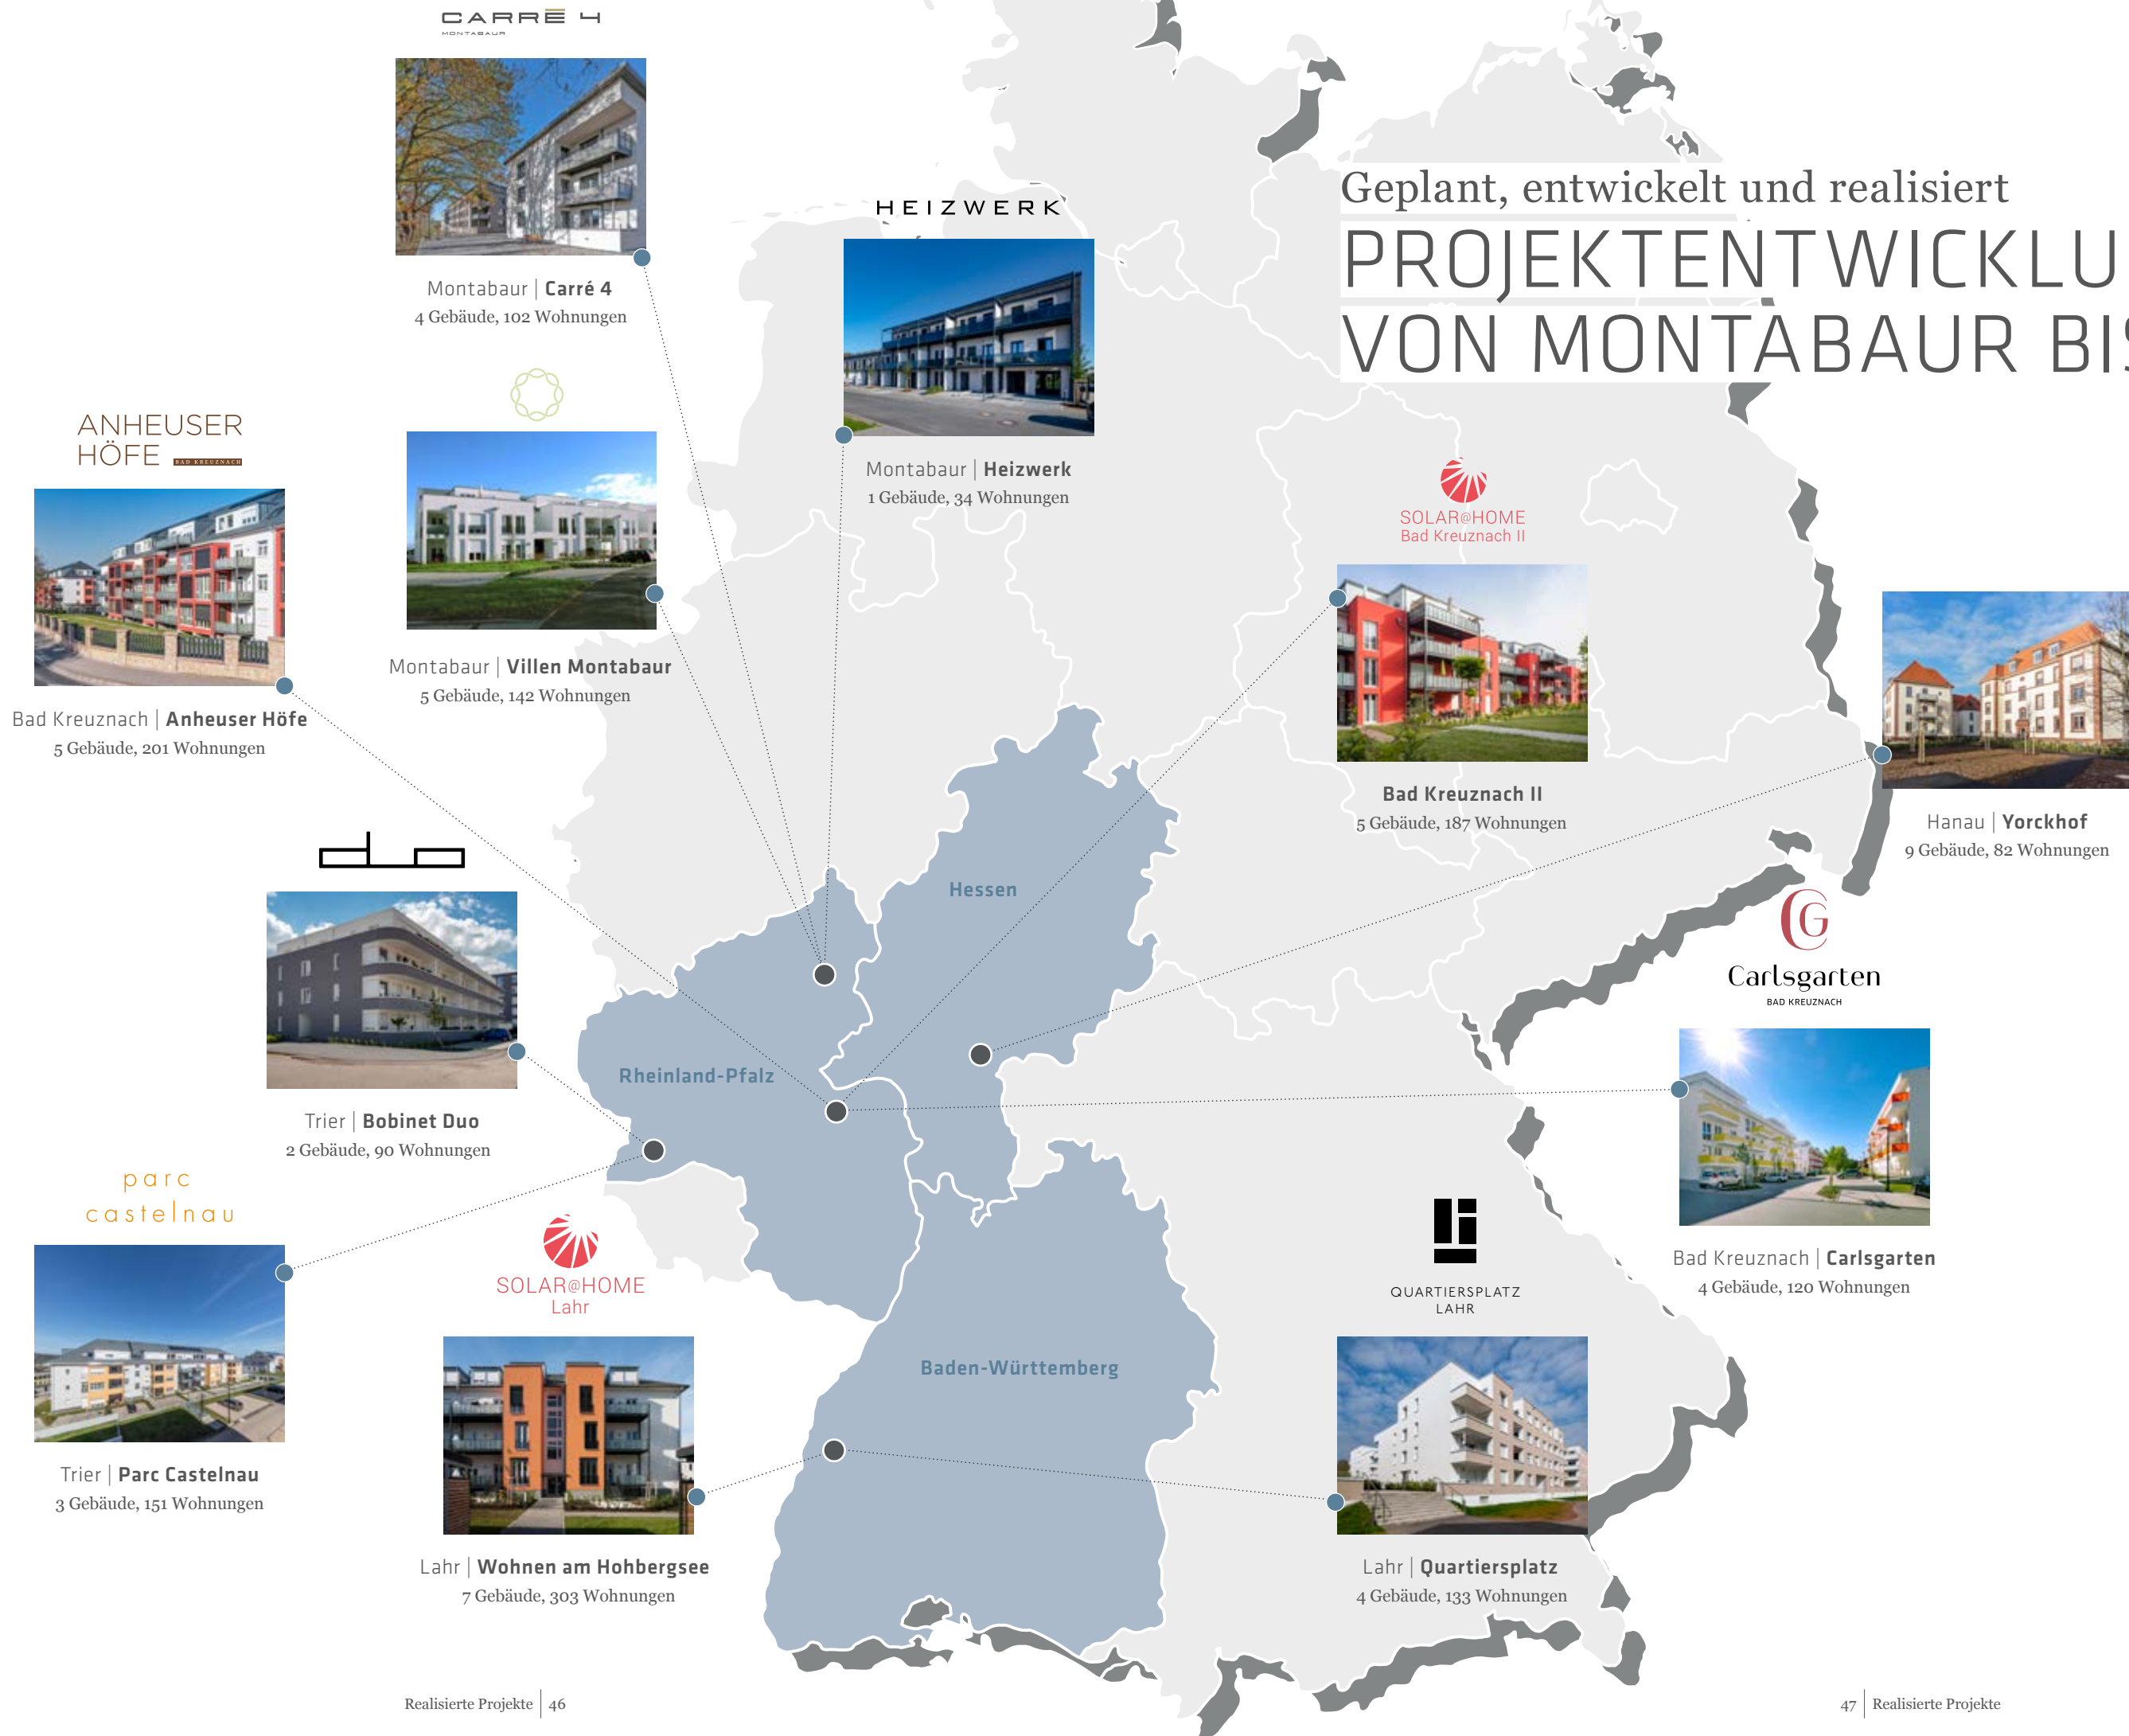 CARRÉ 4
MONTABAUR
Montabaur | Carré 4
4 Gebäude, 102 Wohnungen
HEIZWERK
Montabaur | Heizwerk
1 Gebäude, 34 Wohnungen
Geplant, entwickelt und realisiert
PROJEKTENTWICKLU
VON MONTABAUR BIS
ANHEUSER
HÖFE BAD KREUZNACH
Bad Kreuznach | Anheuser Höfe
5 Gebäude, 201 Wohnungen
Montabaur | Villen Montabaur
5 Gebäude, 142 Wohnungen
SOLAR@HOME
Bad Kreuznach II
Bad Kreuznach II
5 Gebäude, 187 Wohnungen
Hanau | Yorckhof
9 Gebäude, 82 Wohnungen
Hessen
Rheinland-Pfalz
Baden-Württemberg
Trier | Bobinet Duo
2 Gebäude, 90 Wohnungen
CG
Carlsgarten
BAD KREUZNACH
Bad Kreuznach | Carlsgarten
4 Gebäude, 120 Wohnungen
parc
castelnau
Trier | Parc Castelnau
3 Gebäude, 151 Wohnungen
SOLAR@HOME
Lahr
Lahr | Wohnen am Hohbergsee
7 Gebäude, 303 Wohnungen
QUARTIERSPLATZ
LAHR
Lahr | Quartiersplatz
4 Gebäude, 133 Wohnungen
Realisierte Projekte | 46
47 | Realisierte Projekte